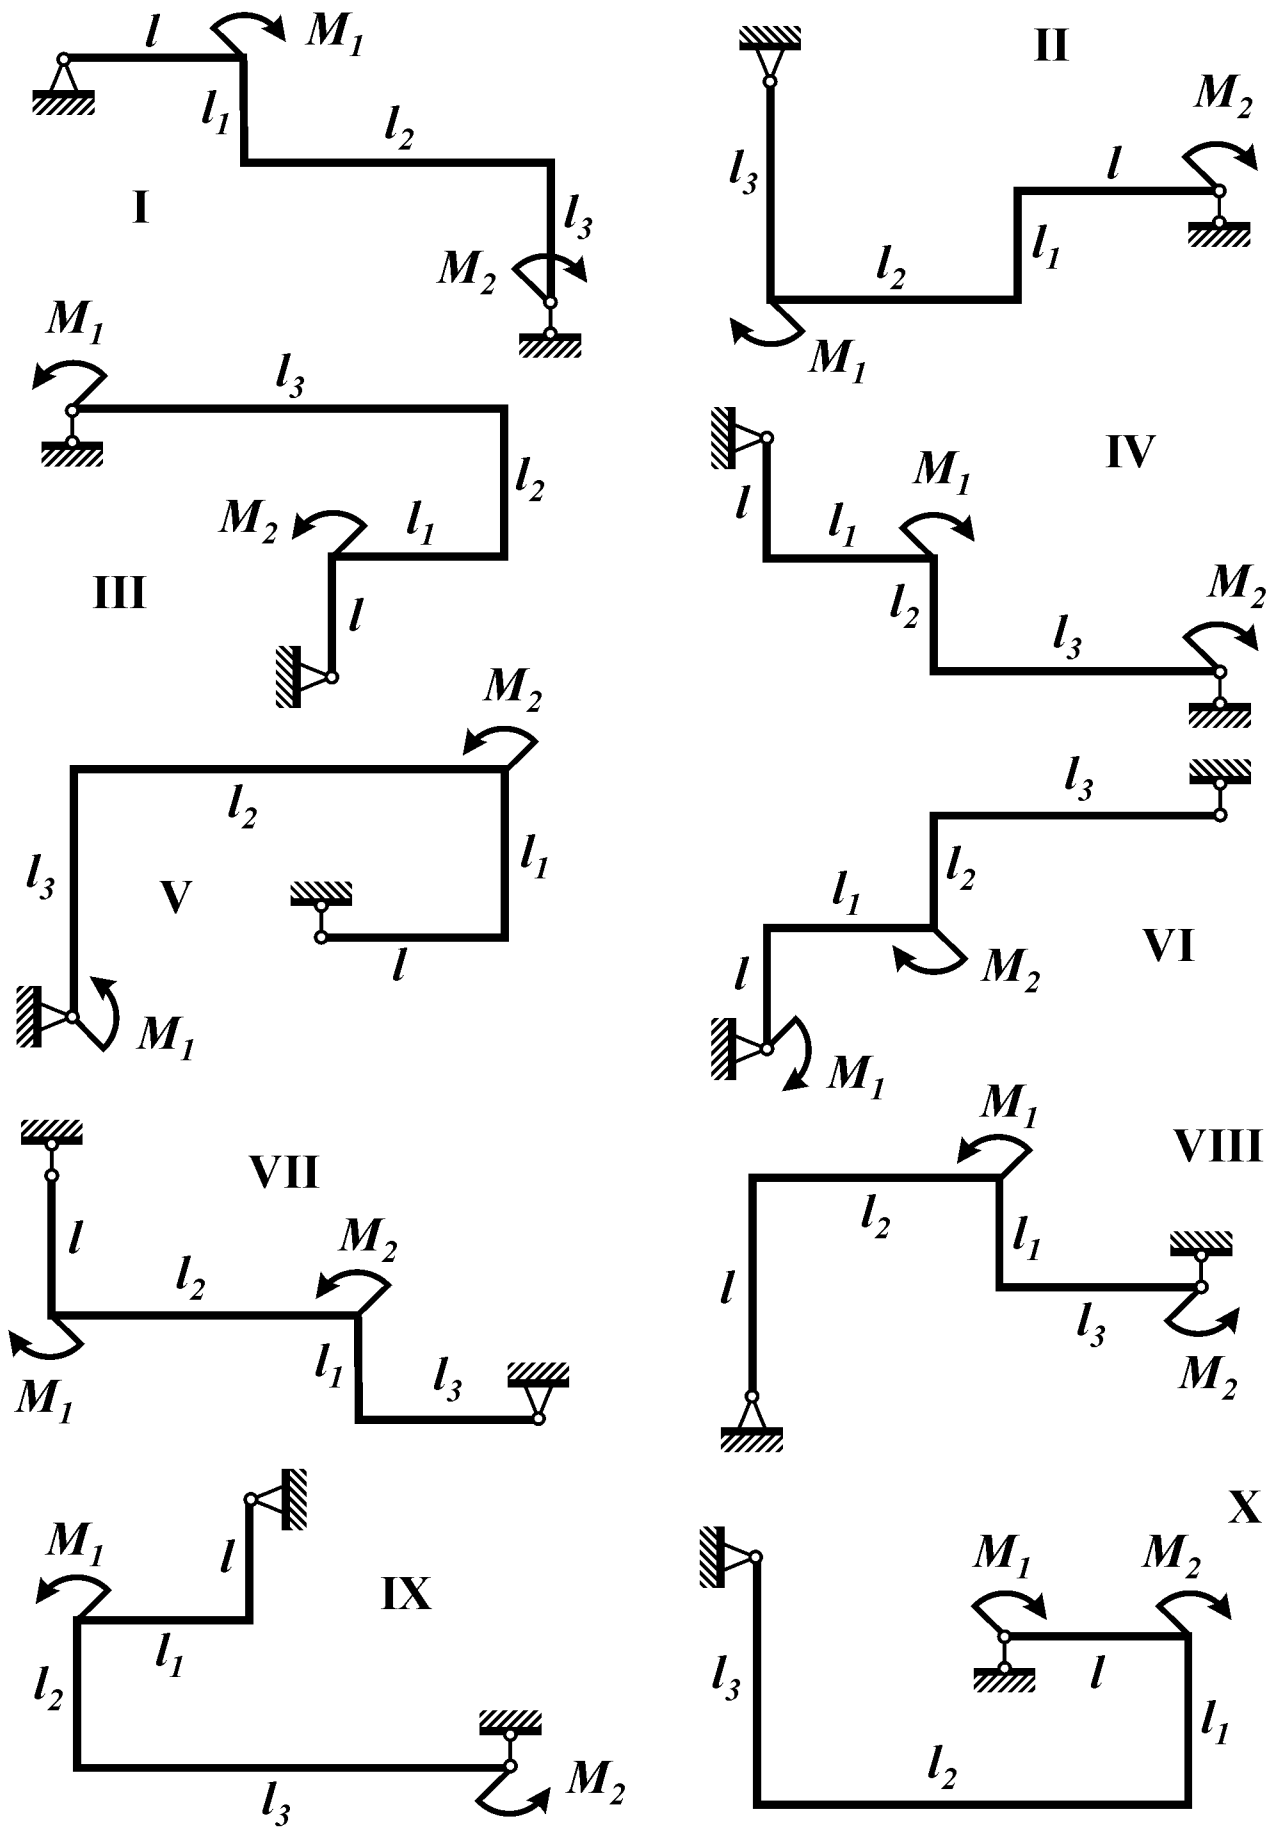 l M₁
l₁ l₂
I
l₃
M₂
II
M₂
l₃ l
l₂ l₁
M₁
M₁
l₃
l₂
M₂ l₁
III
l
IV
M₁
l l₁
l₂ M₂
l₃
M₂
l₂
l₃ l₁
V
l
M₁
l₃
l₁ l₂
VI
l M₂
M₁
VII
l M₂
l₂
l₁ l₃
M₁
M₁
VIII
l₂ l₁
l
l₃
M₂
M₁ l
IX
l₁
l₂
l₃ M₂
X
M₁ M₂
l₃ l
l₁
l₂